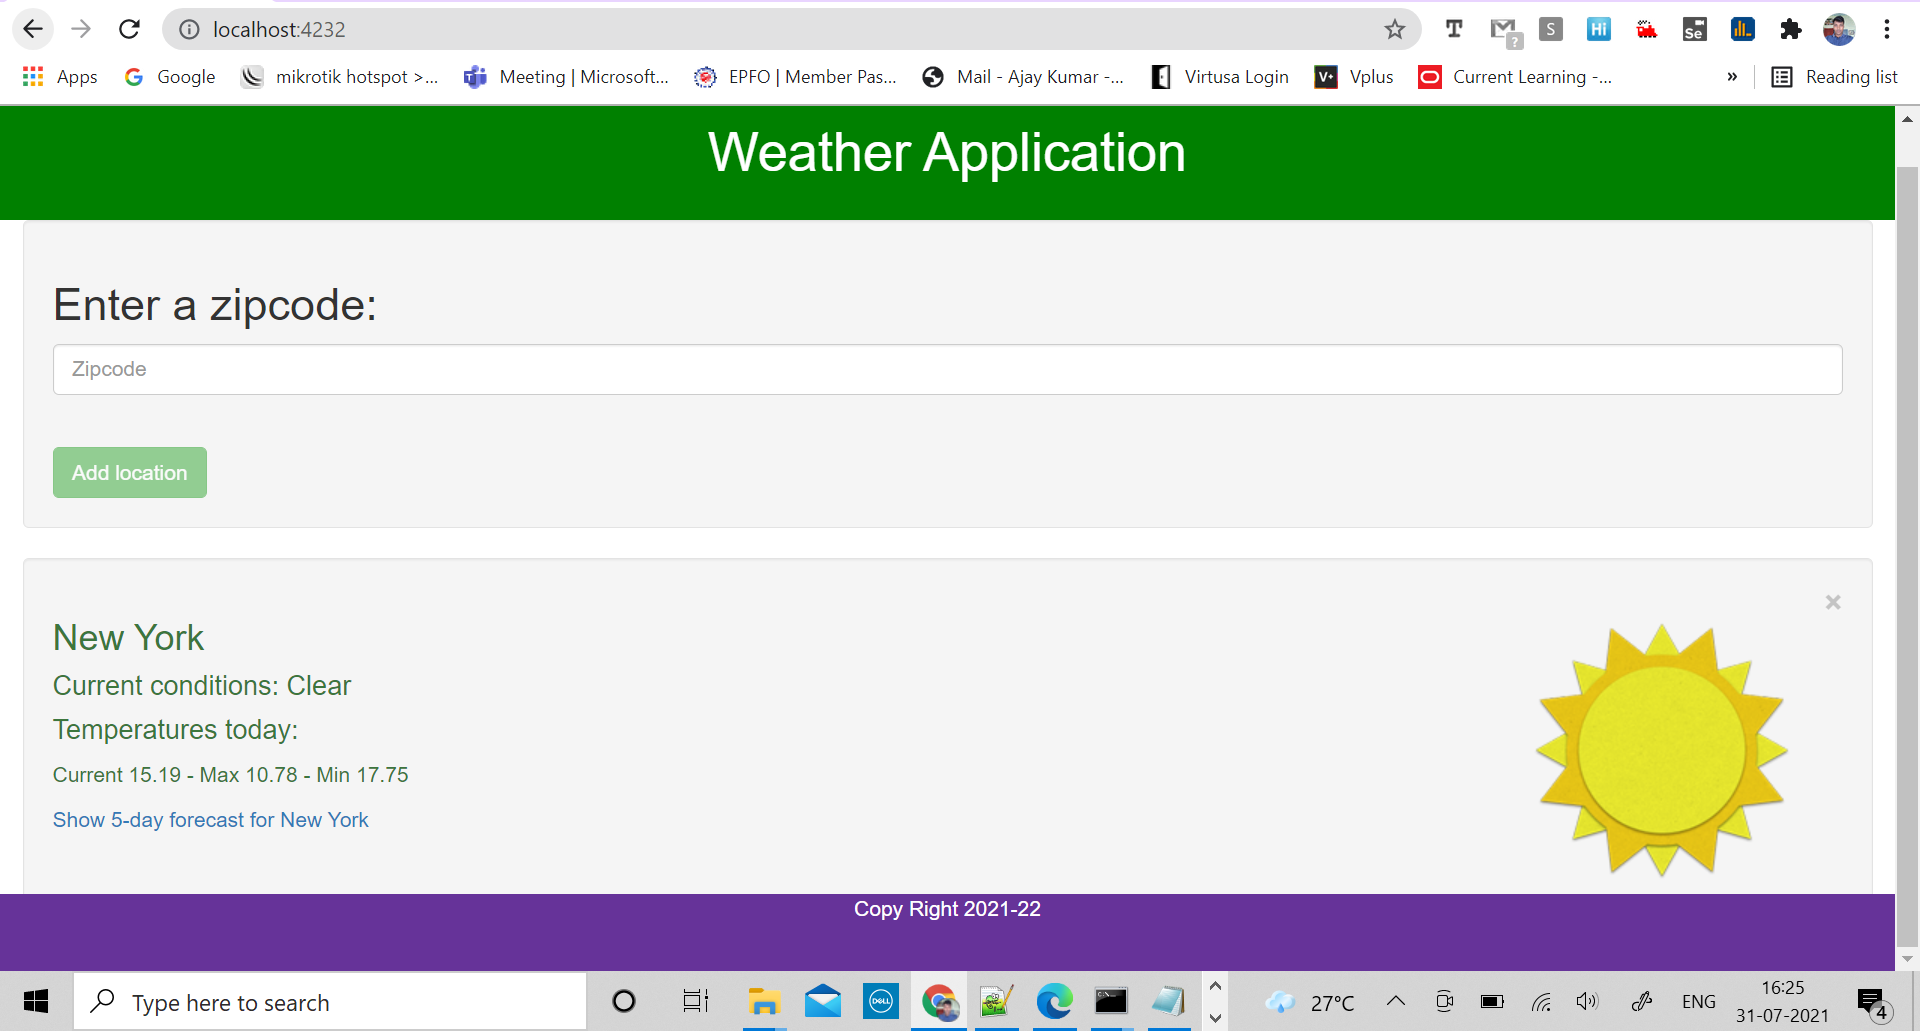 localhost:4232
T
?
S
Hi
Se
Apps
Google
mikrotik hotspot >...
Meeting | Microsoft...
EPFO | Member Pas...
Mail - Ajay Kumar -...
Virtusa Login
V+
Vplus
Current Learning -...
»
Reading list
Weather Application
Enter a zipcode:
Zipcode
Add location
×
New York
Current conditions: Clear
Temperatures today:
Current 15.19 - Max 10.78 - Min 17.75
Show 5-day forecast for New York
Copy Right 2021-22
Type here to search
DELL
27°C
ENG
16:25
31-07-2021
4